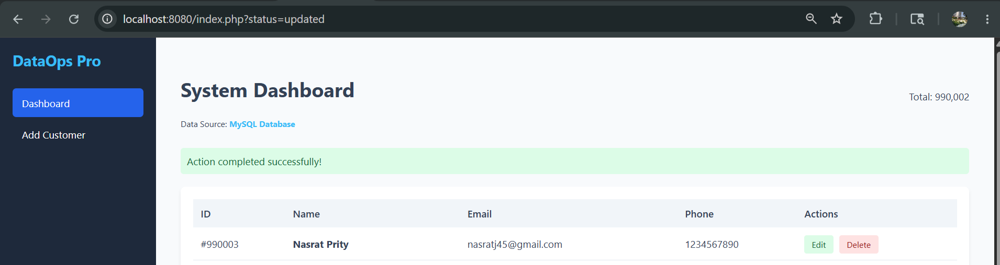 localhost:8080/index.php?status=updated
DataOps Pro
Dashboard
Add Customer
System Dashboard
Total: 990,002
Data Source: MySQL Database
Action completed successfully!
ID Name Email Phone Actions
#990003 Nasrat Prity nasratj45@gmail.com 1234567890 Edit Delete